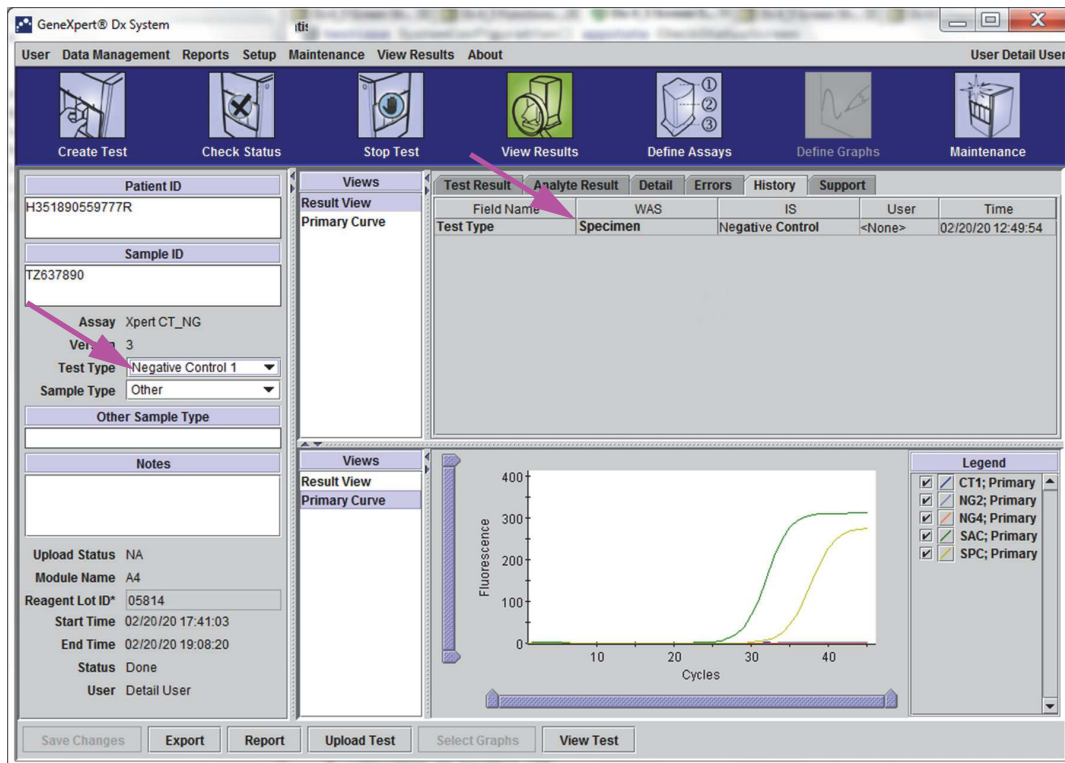 GeneXpert® Dx System
User Data Management Reports Setup Maintenance View Results About User Detail User
Create Test Check Status Stop Test View Results Define Assays Define Graphs Maintenance
Patient ID
H351890559777R
Sample ID
TZ637890
Assay Xpert CT_NG
3
Test Type Negative Control 1
Sample Type Other
Other Sample Type
Notes
Upload Status NA
Module Name A4
Reagent Lot ID* 05814
Start Time 02/20/20 17:41:03
End Time 02/20/20 19:08:20
Status Done
User Detail User
Views
Result View
Primary Curve
Test Result Analyte Result Detail Errors History Support
Field Name WAS IS User Time
Test Type Specimen Negative Control <None> 02/20/20 12:49:54
Views
Result View
Primary Curve
Fluorescence
400
300
200
100
0
10 20 30 40
Cycles
Legend
CT1; Primary
NG2; Primary
NG4; Primary
SAC; Primary
SPC; Primary
Save Changes Export Report Upload Test Select Graphs View Test